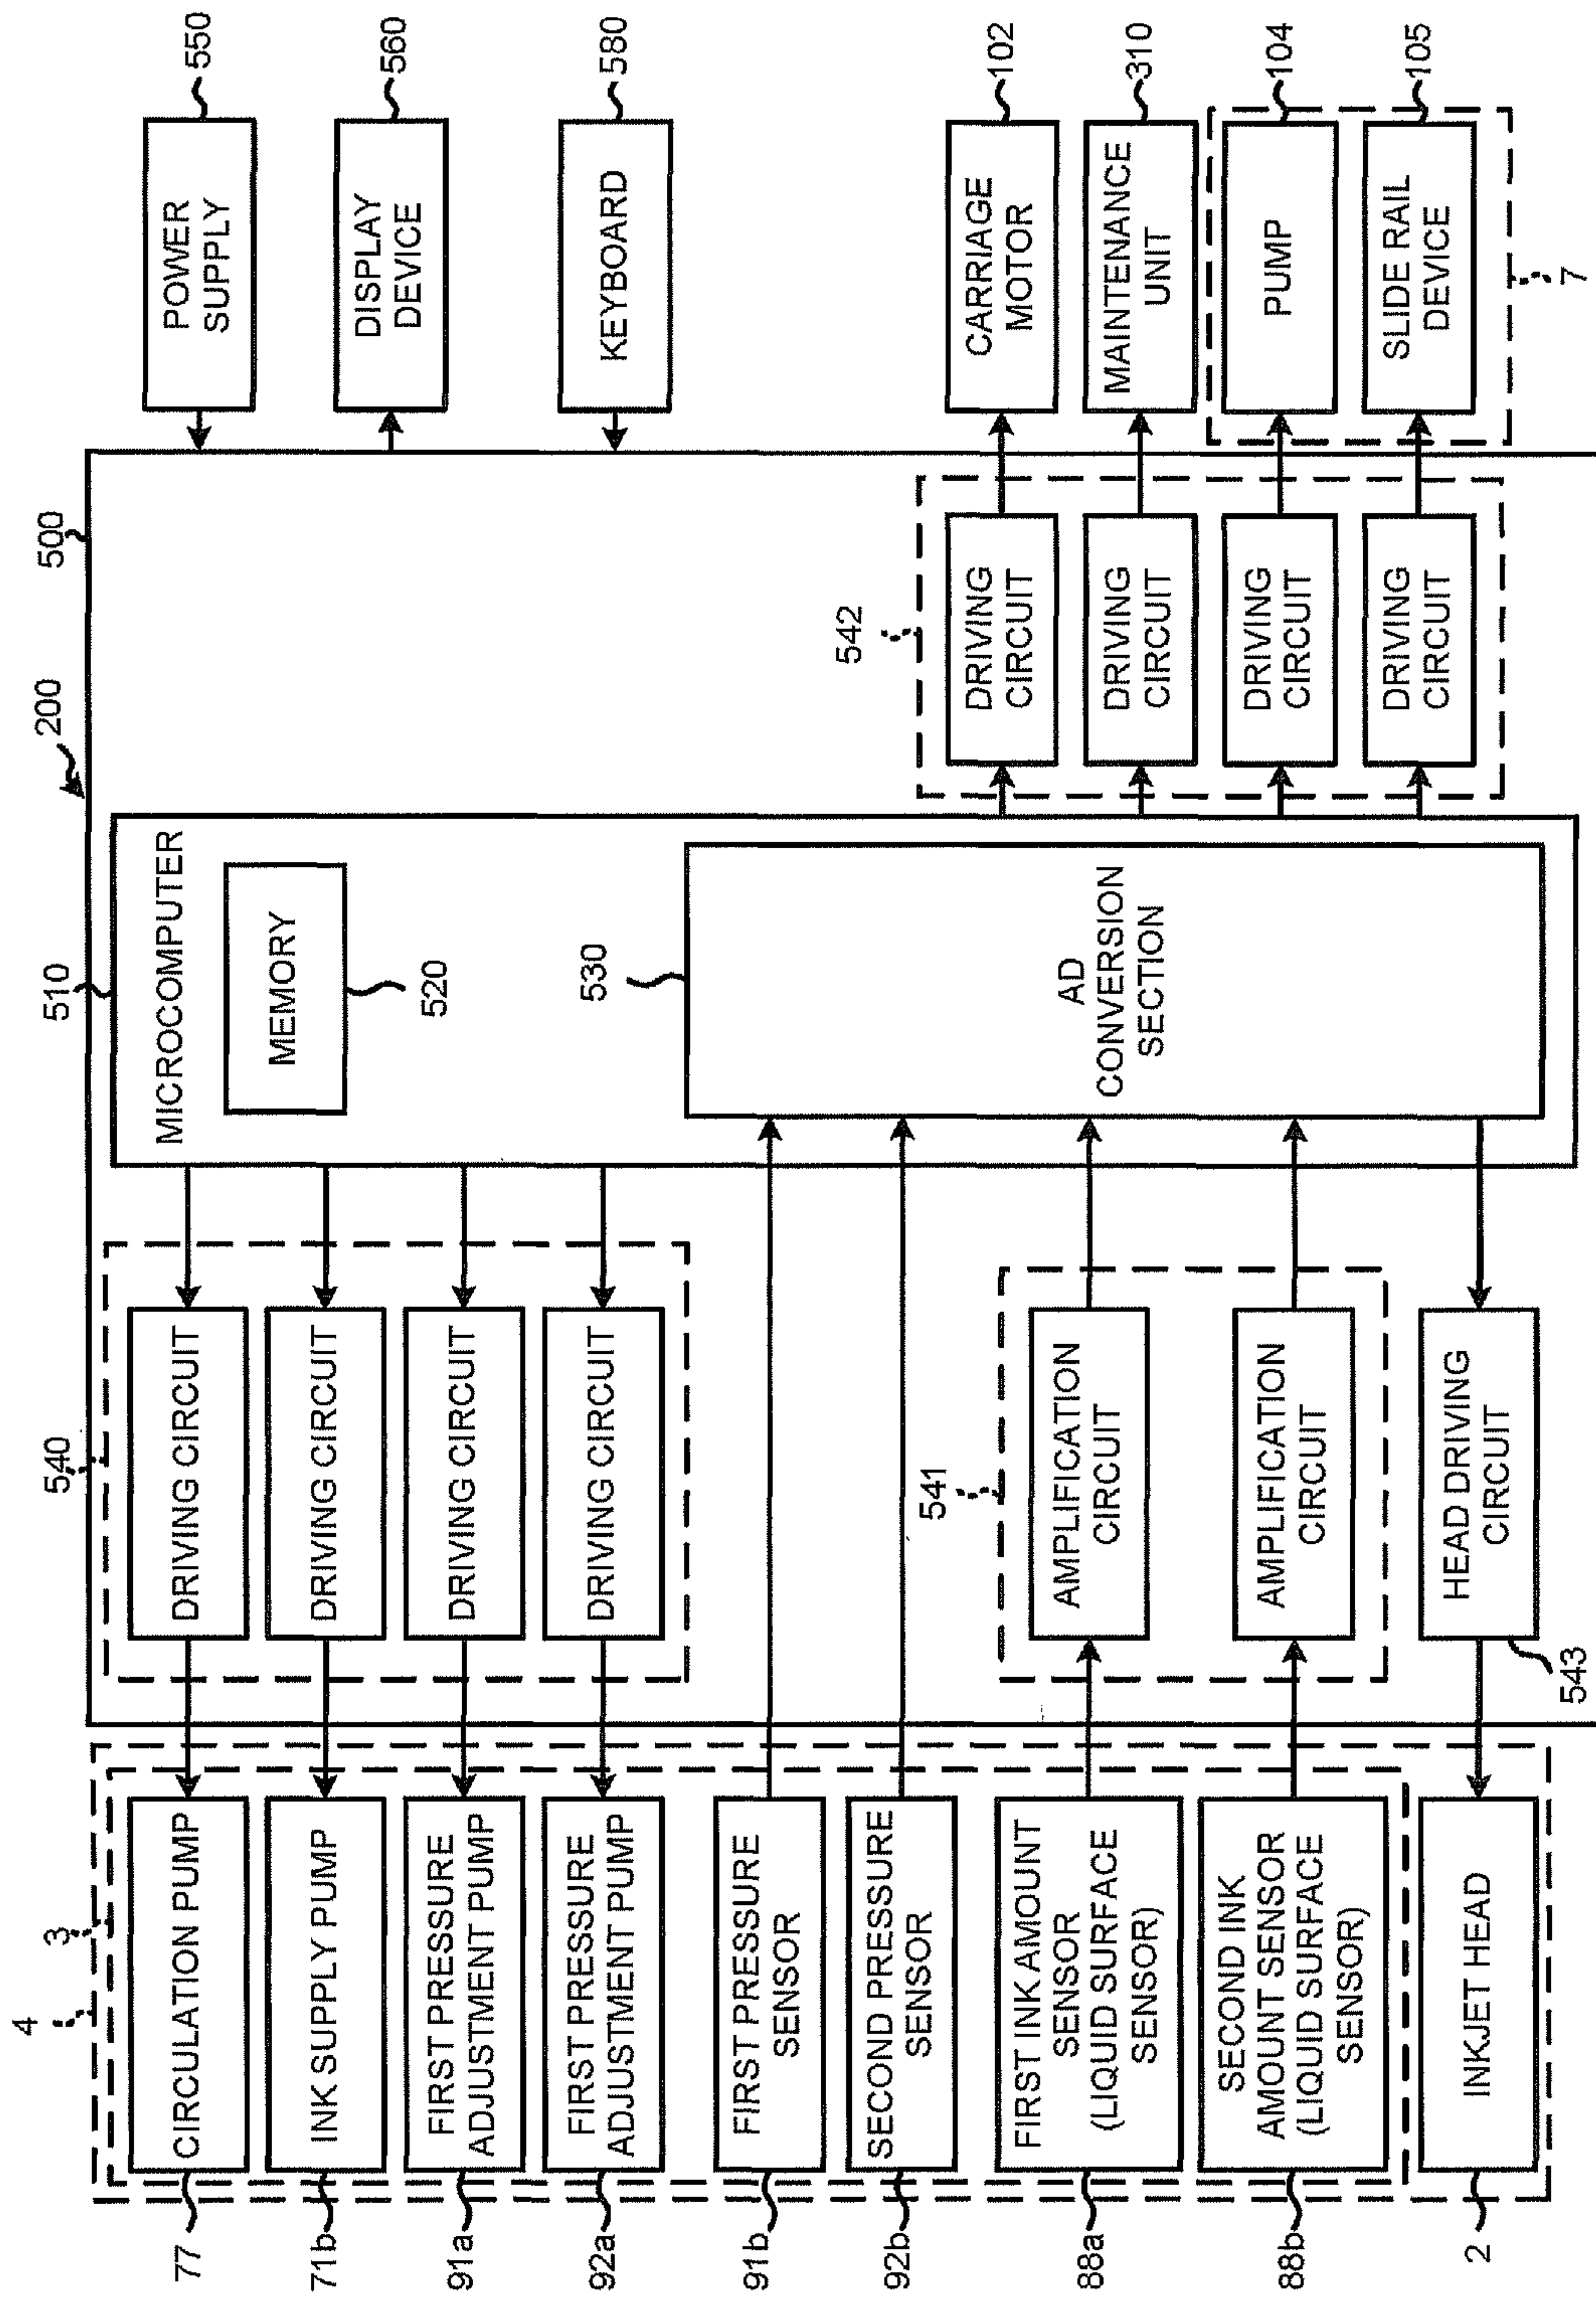 200
500
4
3
540
510
77
CIRCULATION PUMP
DRIVING CIRCUIT
MICROCOMPUTER
POWER
SUPPLY
550
71b
INK SUPPLY PUMP
DRIVING CIRCUIT
MEMORY
520
DISPLAY
DEVICE
560
91a
FIRST PRESSURE
ADJUSTMENT PUMP
DRIVING CIRCUIT
92a
FIRST PRESSURE
ADJUSTMENT PUMP
DRIVING CIRCUIT
530
KEYBOARD
580
91b
FIRST PRESSURE
SENSOR
92b
SECOND PRESSURE
SENSOR
541
542
88a
FIRST INK AMOUNT
SENSOR
(LIQUID SURFACE
SENSOR)
AMPLIFICATION
CIRCUIT
AD
CONVERSION
SECTION
DRIVING
CIRCUIT
CARRIAGE
MOTOR
102
DRIVING
CIRCUIT
MAINTENANCE
UNIT
310
88b
SECOND INK
AMOUNT SENSOR
(LIQUID SURFACE
SENSOR)
AMPLIFICATION
CIRCUIT
DRIVING
CIRCUIT
PUMP
104
2
INKJET HEAD
HEAD DRIVING
CIRCUIT
543
DRIVING
CIRCUIT
SLIDE RAIL
DEVICE
105
7